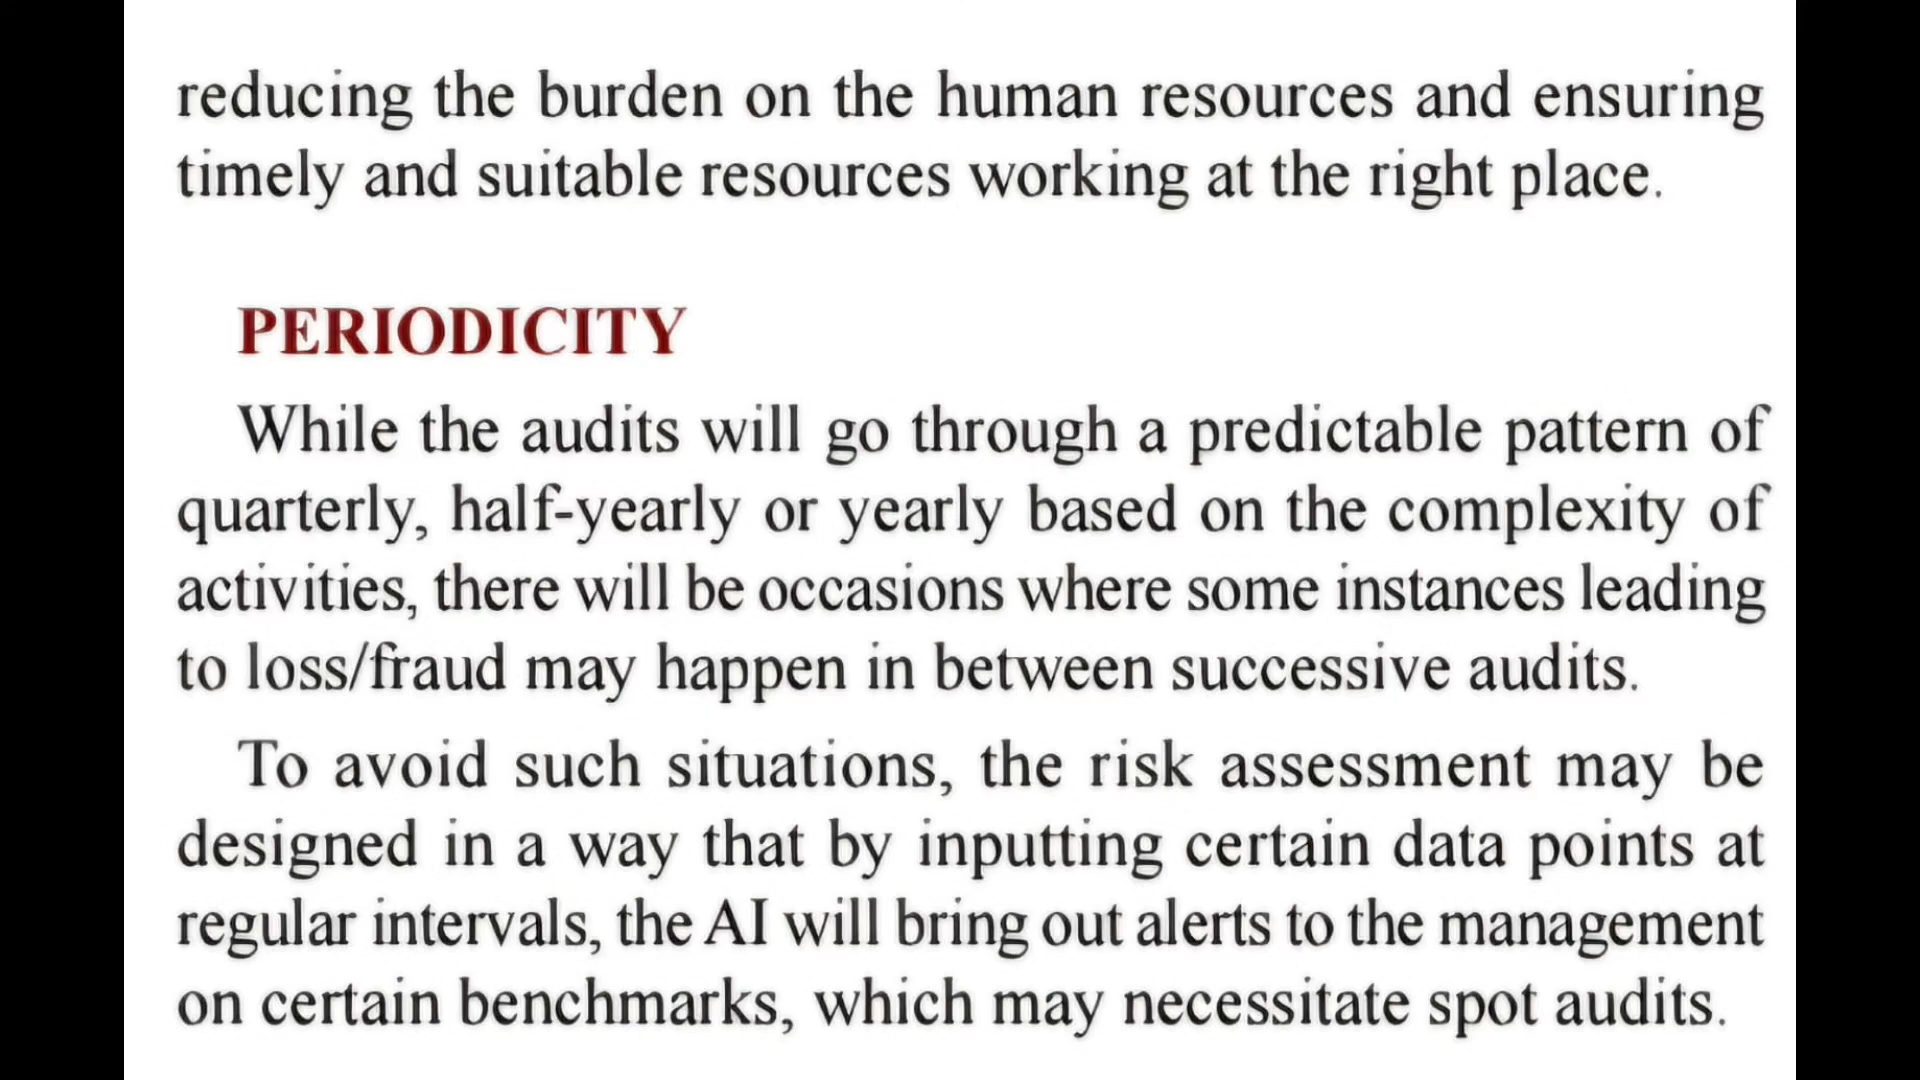 reducing the burden on the human resources and ensuring
timely and suitable resources working at the right place.
PERIODICITY
While the audits will go through a predictable pattern of
quarterly, half-yearly or yearly based on the complexity of
activities, there will be occasions where some instances leading
to loss/fraud may happen in between successive audits.
To avoid such situations, the risk assessment may be
designed in a way that by inputting certain data points at
regular intervals, the AI will bring out alerts to the management
on certain benchmarks, which may necessitate spot audits.